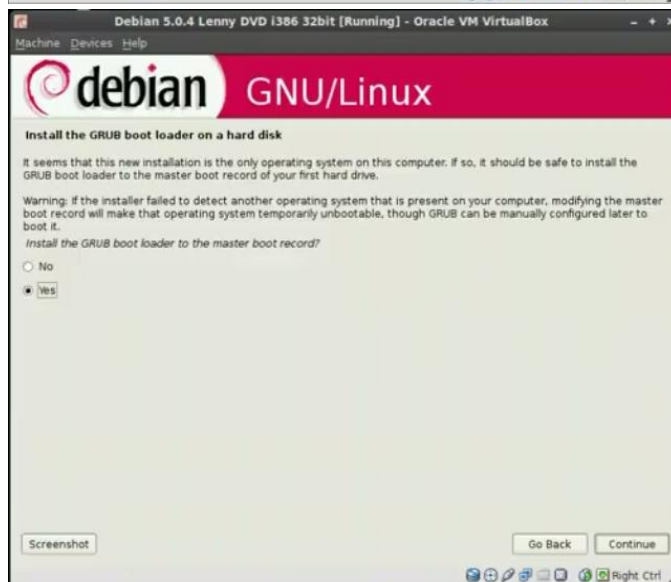 Debian 5.0.4 Lenny DVD i386 32bit [Running] - Oracle VM VirtualBox
Machine Devices Help
debian GNU/Linux
Install the GRUB boot loader on a hard disk
It seems that this new installation is the only operating system on this computer. If so, it should be safe to install the
GRUB boot loader to the master boot record of your first hard drive.
Warning: If the installer failed to detect another operating system that is present on your computer, modifying the master
boot record will make that operating system temporarily unbootable, though GRUB can be manually configured later to
boot it.
Install the GRUB boot loader to the master boot record?
No
Yes
Screenshot Go Back Continue
Right Ctrl